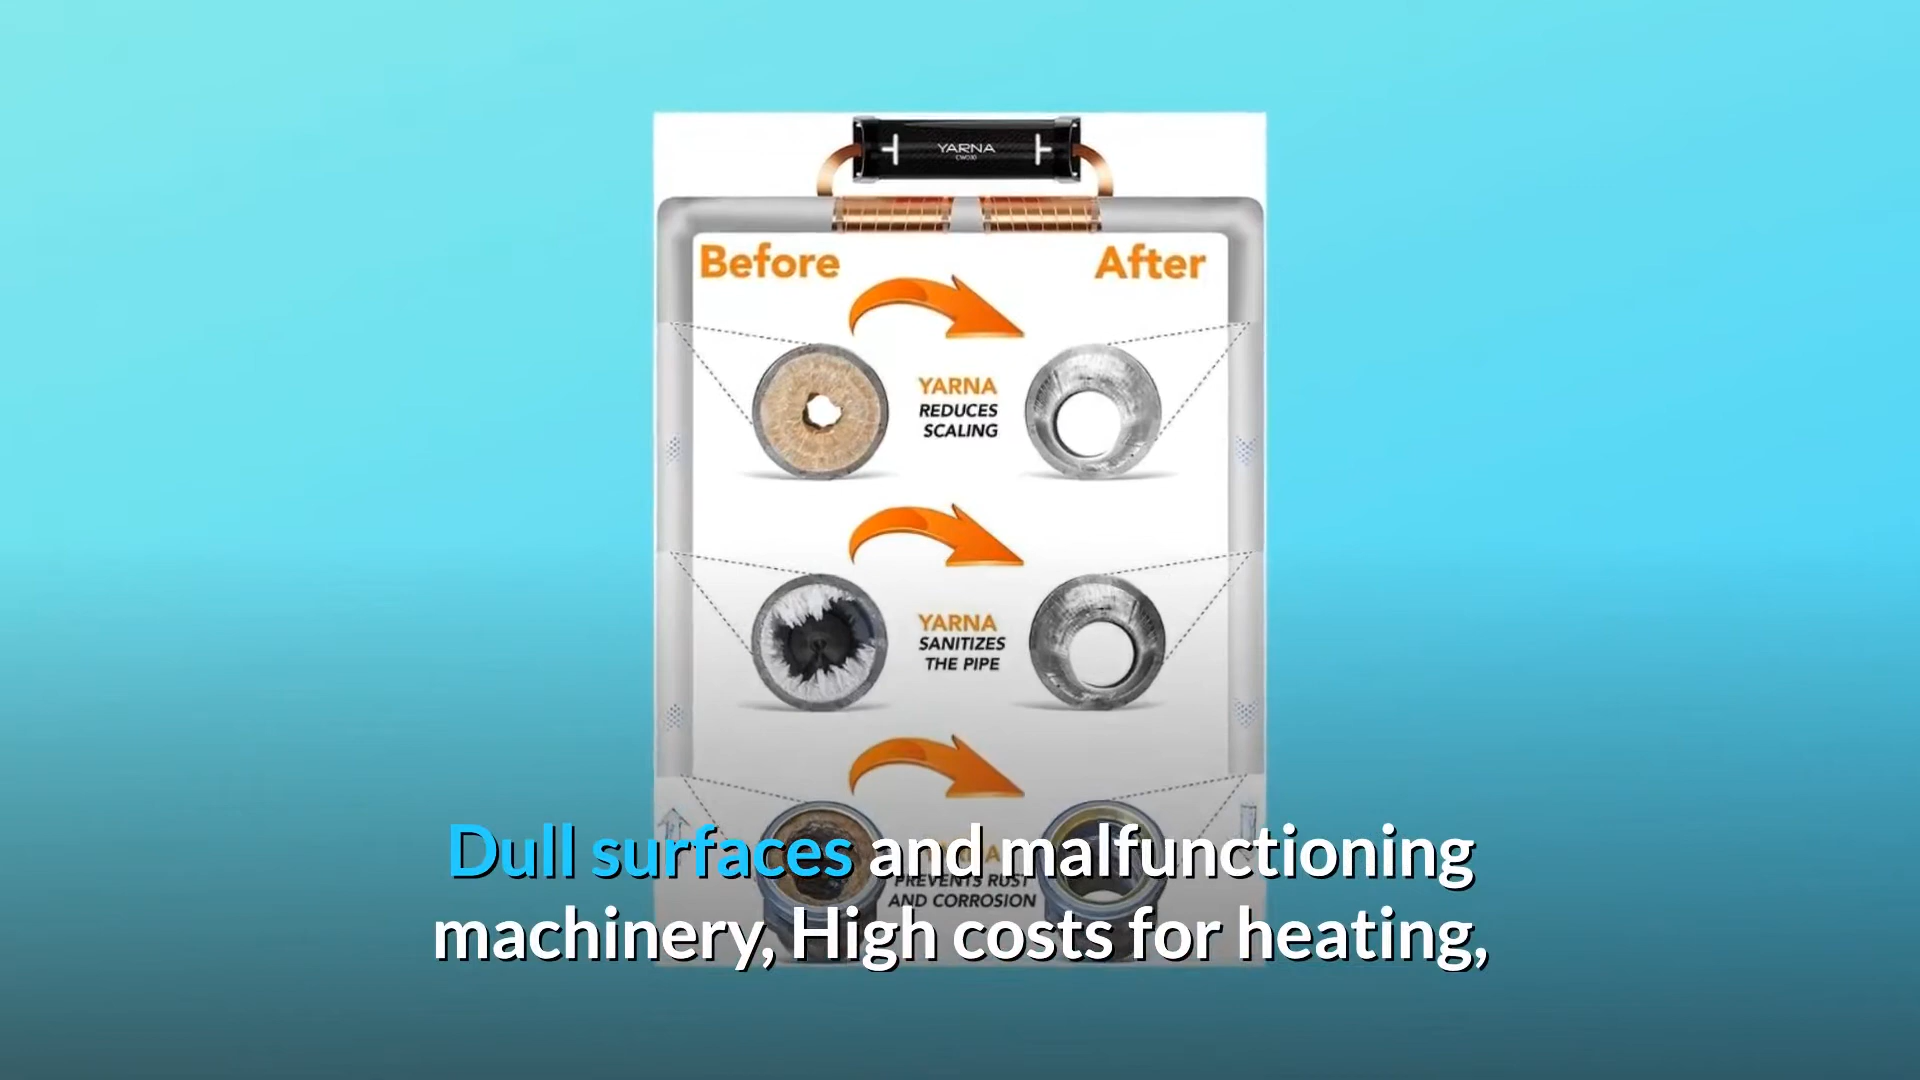 YARNA
CWD30
Before
After
YARNA
REDUCES
SCALING
YARNA
SANITIZES
THE PIPE
PREVENTS RUST
AND CORROSION
Dull surfaces and malfunctioning
machinery, High costs for heating,